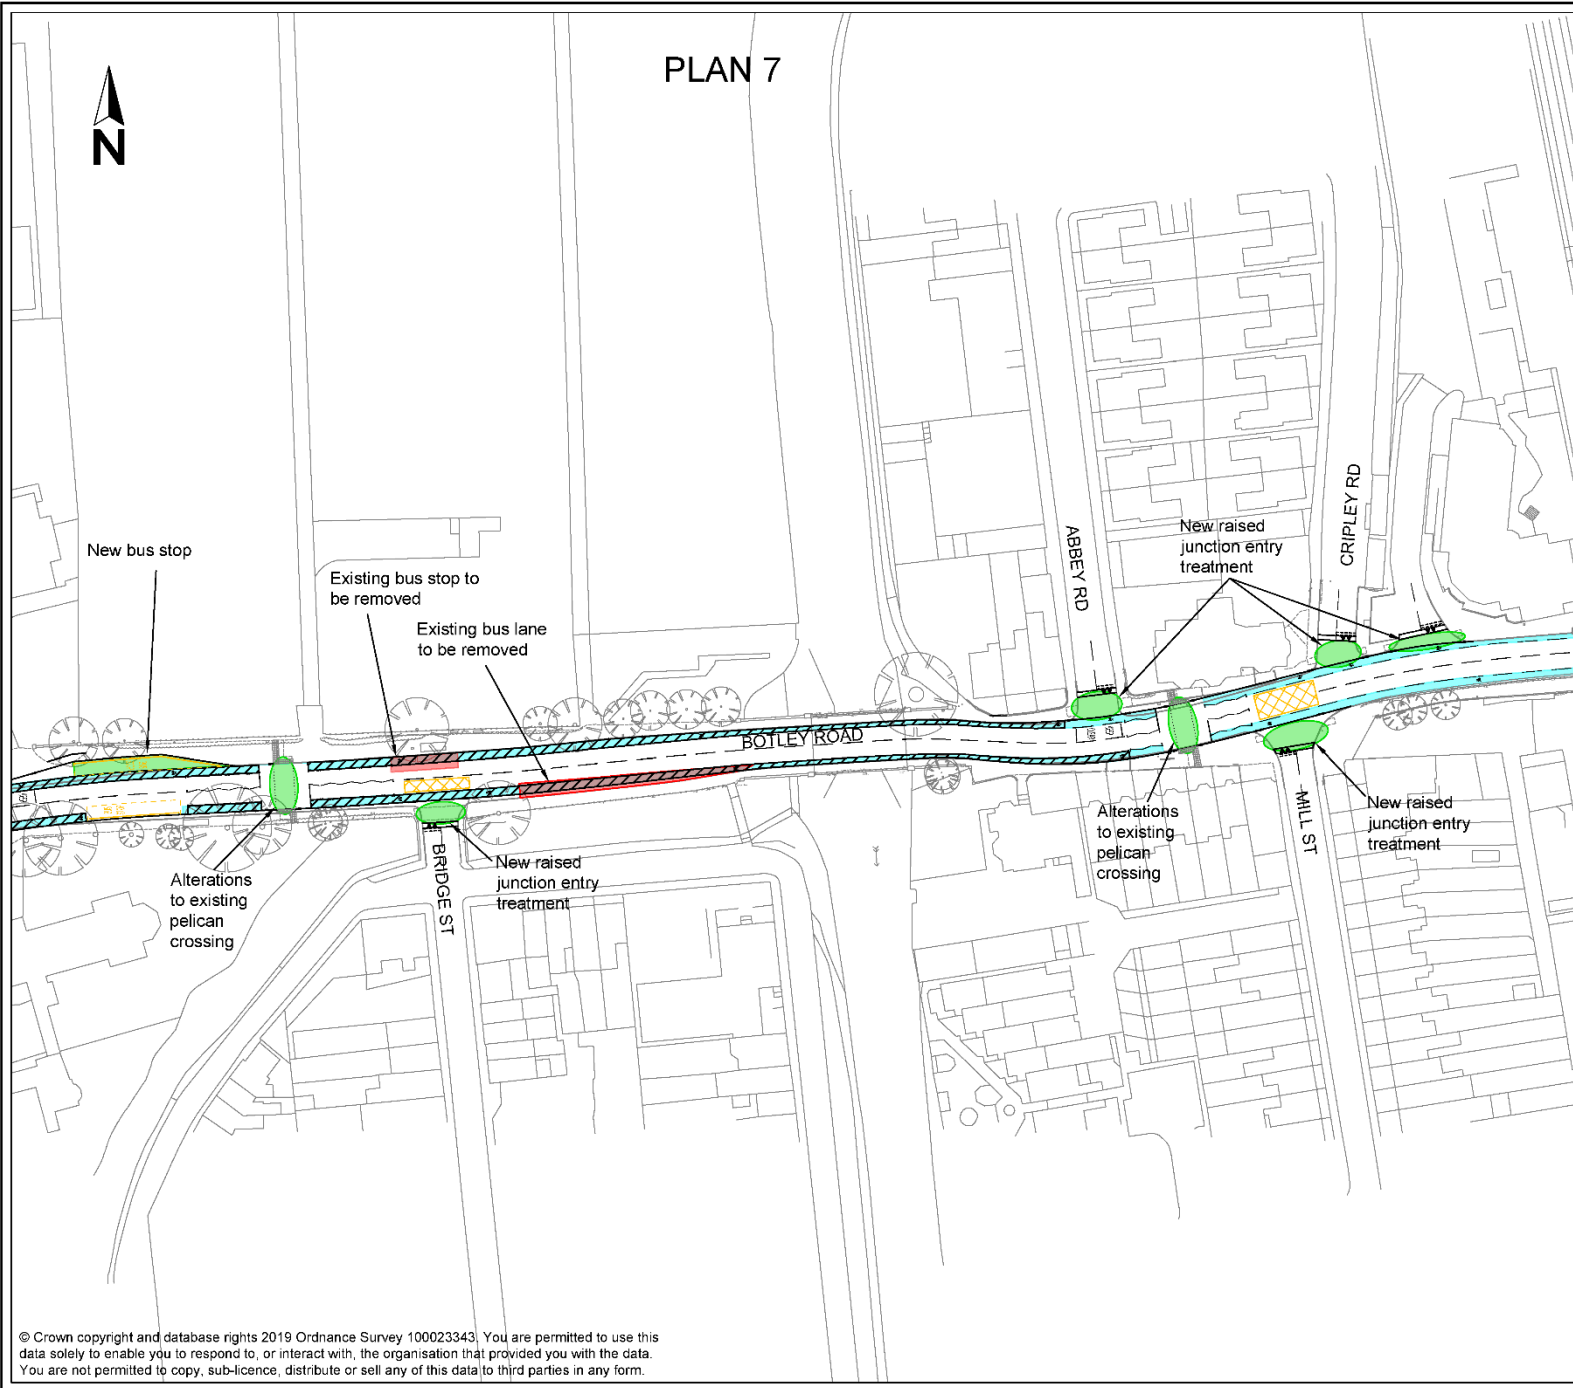 PLAN 7
N
New bus stop
Existing bus stop to
be removed
Existing bus lane
to be removed
New raised
junction entry
treatment
ABBEY RD
CRIPLEY RD
BOTLEY ROAD
Alterations
to existing
pelican
crossing
BRIDGE ST
New raised
junction entry
treatment
Alterations
to existing
pelican
crossing
MILL ST
New raised
junction entry
treatment
© Crown copyright and database rights 2019 Ordnance Survey 100023343. You are permitted to use this
data solely to enable you to respond to, or interact with, the organisation that provided you with the data.
You are not permitted to copy, sub-licence, distribute or sell any of this data to third parties in any form.